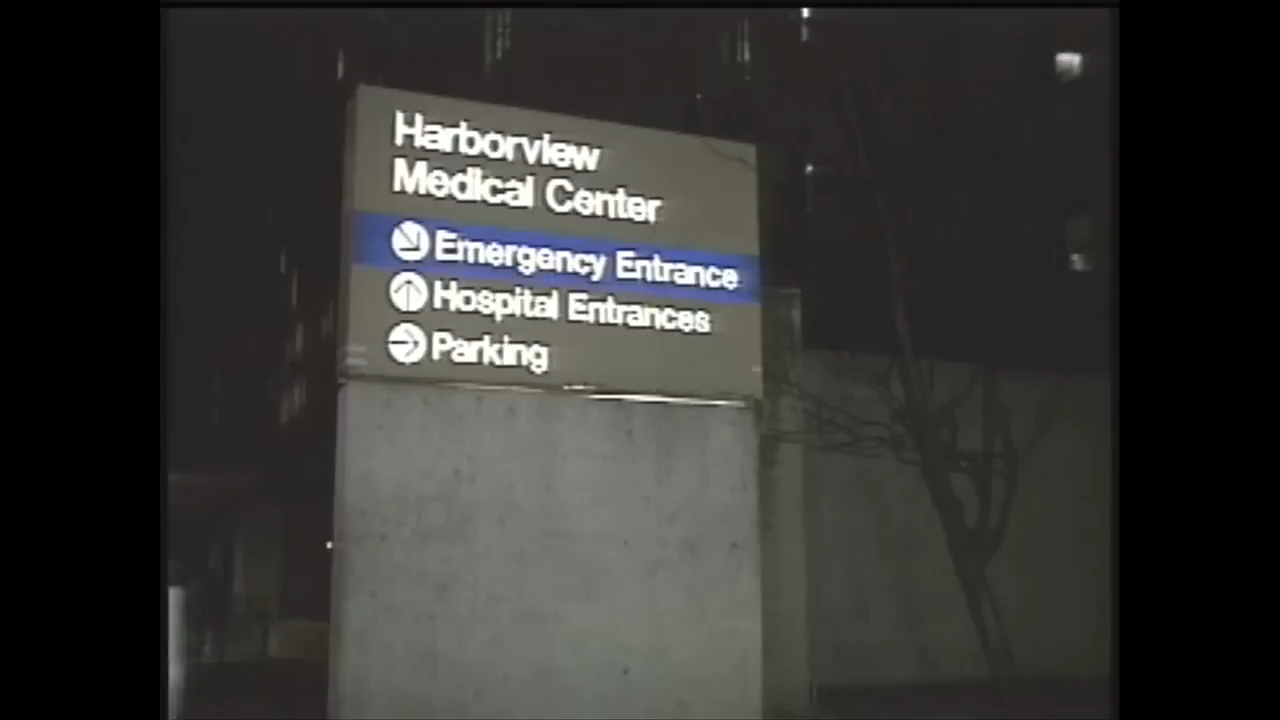 Harborview
Medical Center
Emergency Entrance
Hospital Entrances
Parking